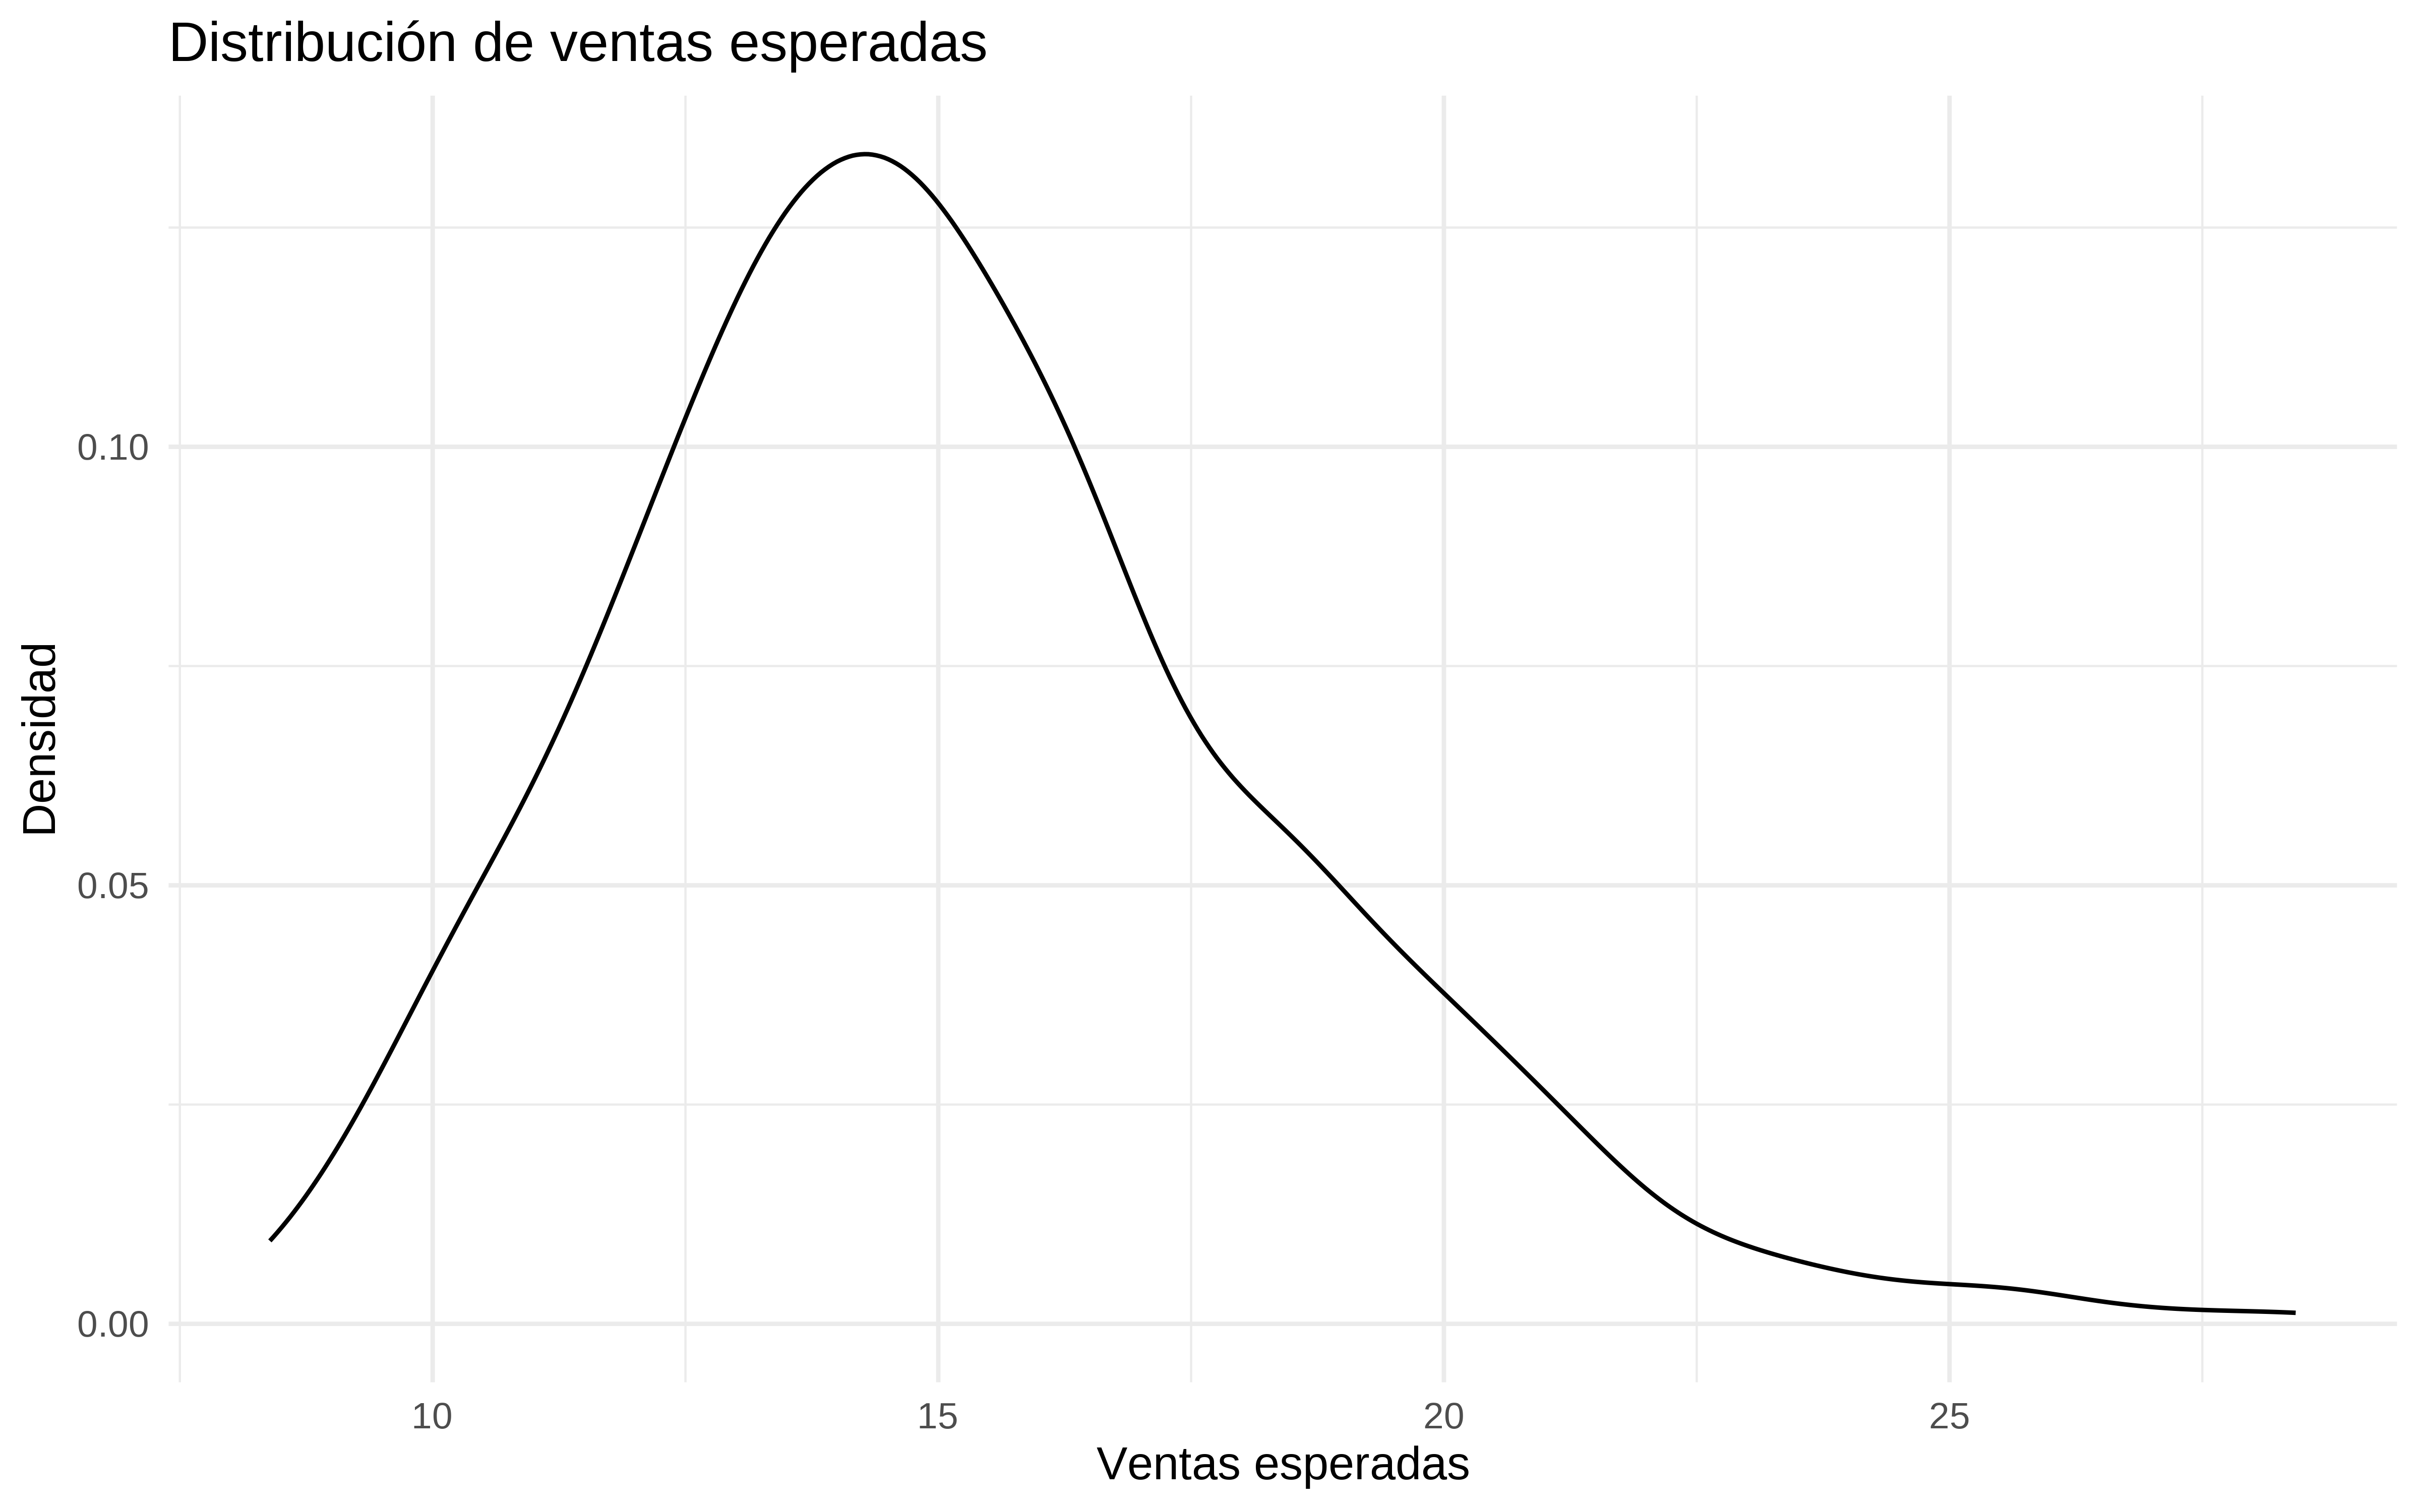 Distribución de ventas esperadas
Densidad
0.10
0.05
0.00
10
15
20
25
Ventas esperadas